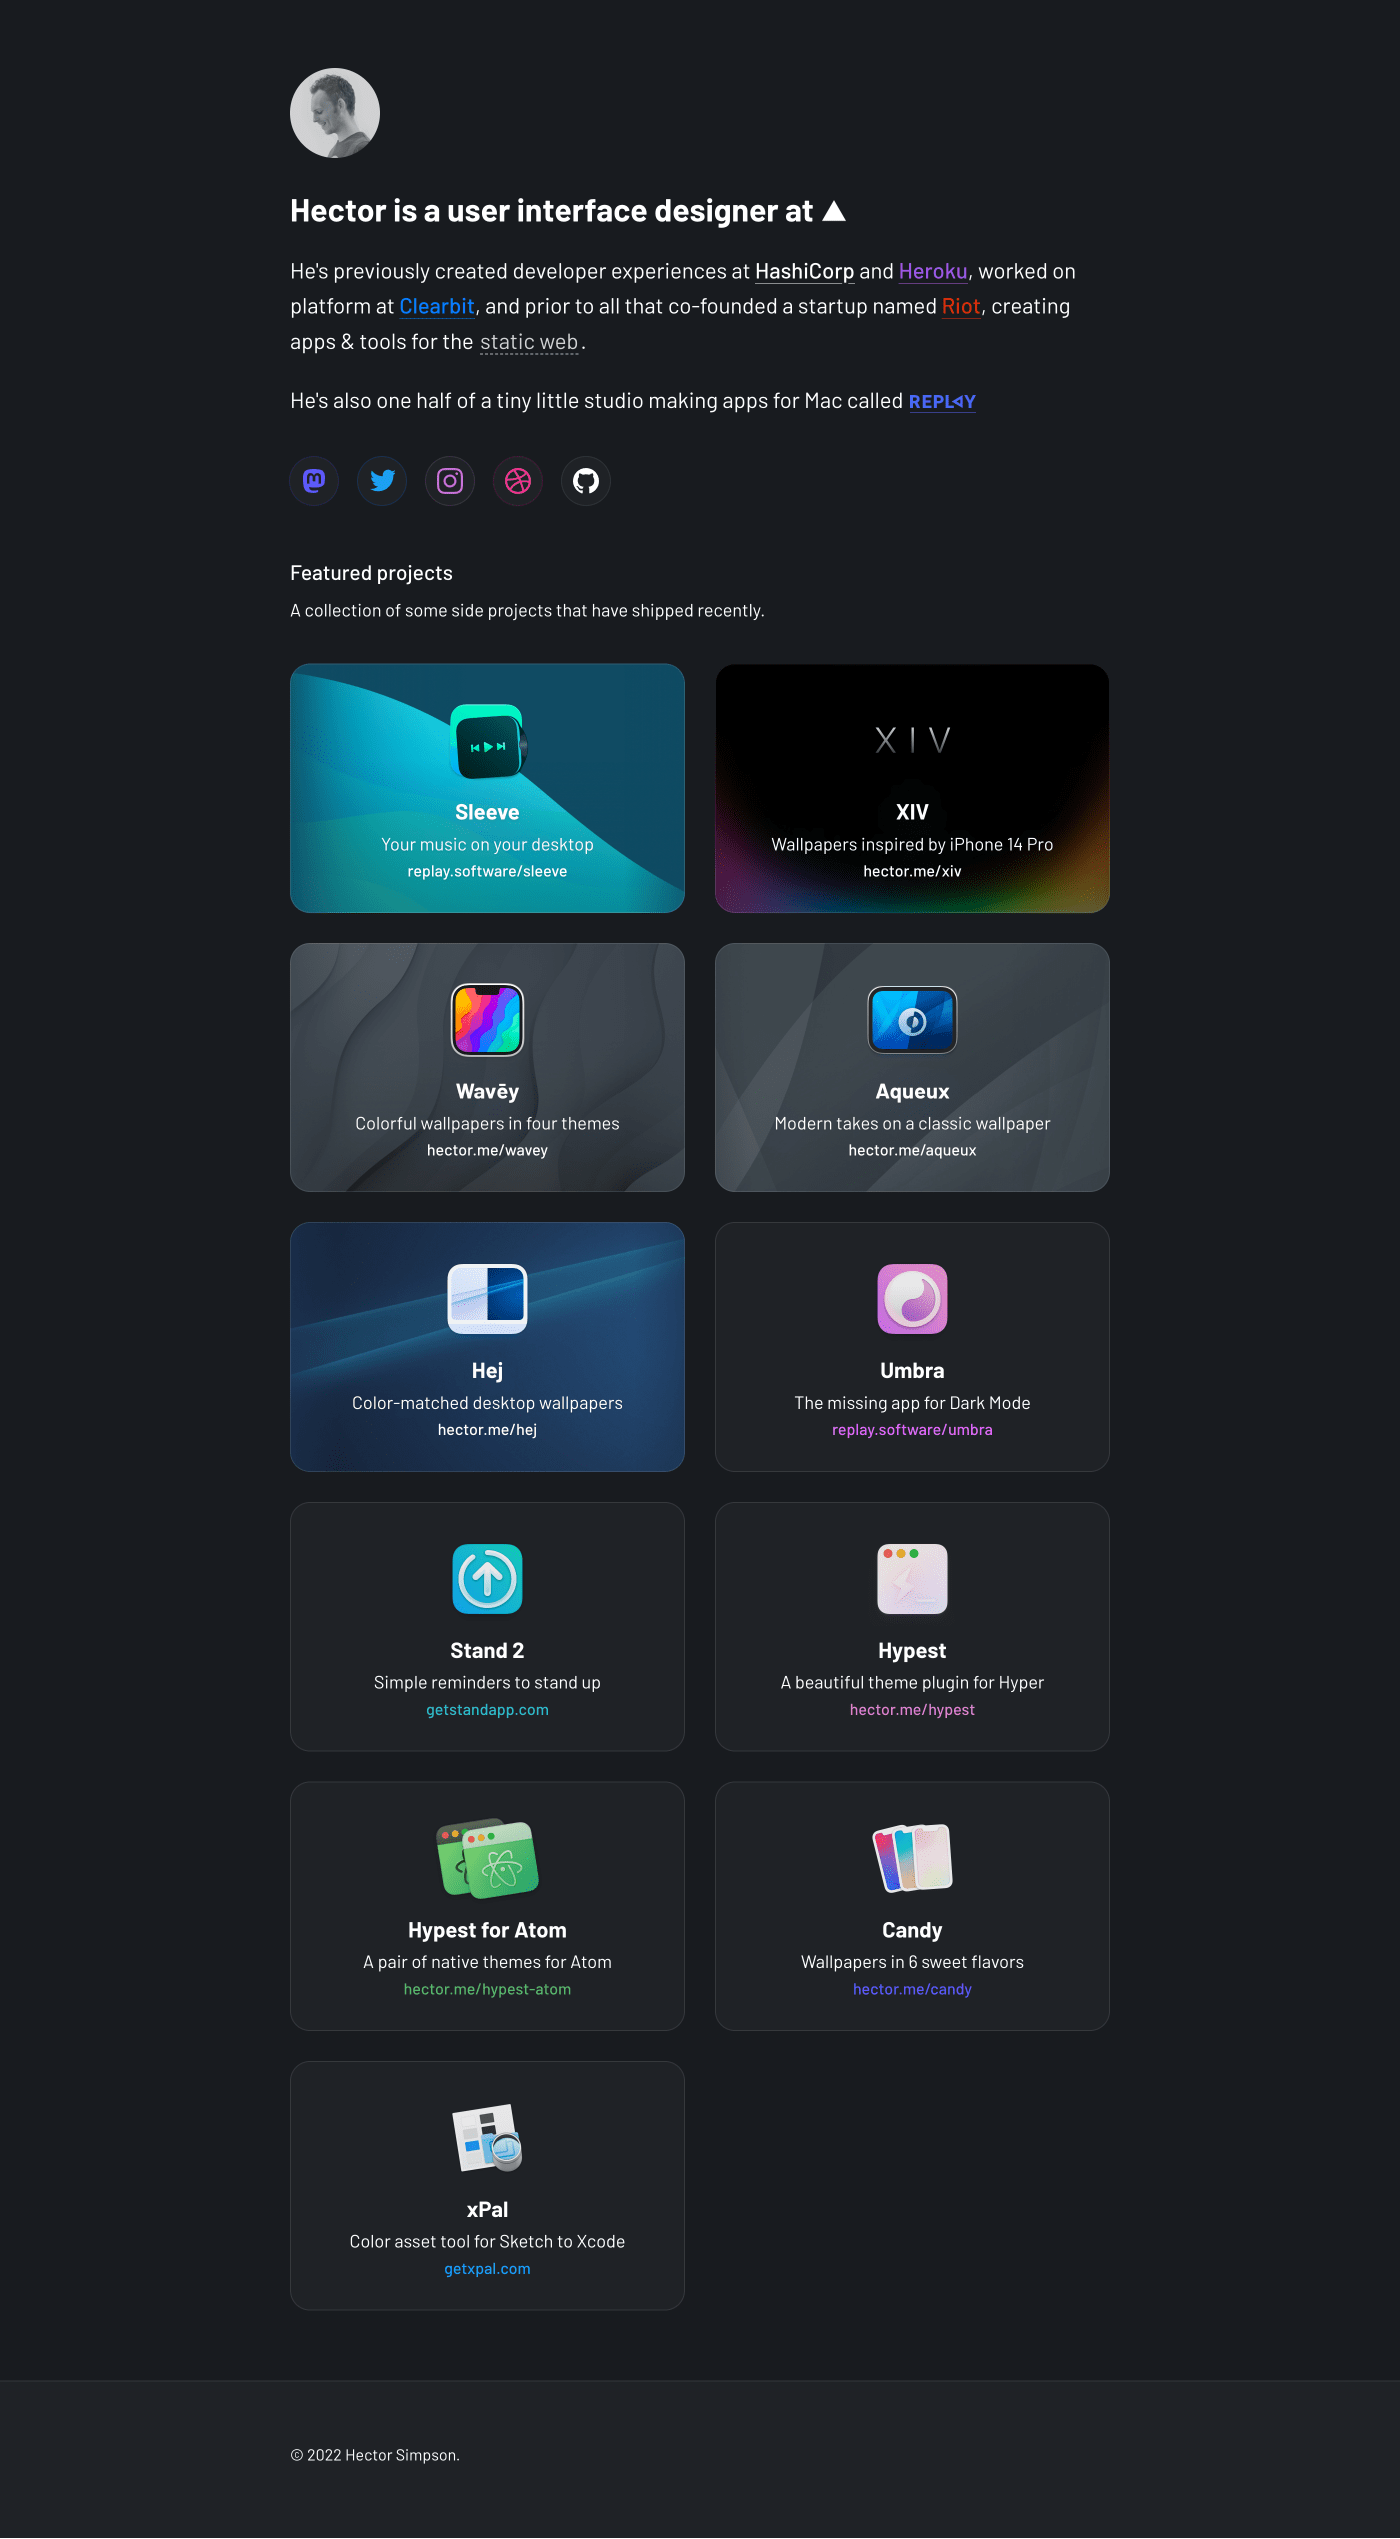 Hector is a user interface designer at ▲
He's previously created developer experiences at HashiCorp and Heroku, worked on
platform at Clearbit, and prior to all that co-founded a startup named Riot, creating
apps & tools for the static web.
He's also one half of a tiny little studio making apps for Mac called REPLAY
Featured projects
A collection of some side projects that have shipped recently.
Sleeve
Your music on your desktop
replay.software/sleeve
XIV
XIV
Wallpapers inspired by iPhone 14 Pro
hector.me/xiv
Wavēy
Colorful wallpapers in four themes
hector.me/wavey
Aqueux
Modern takes on a classic wallpaper
hector.me/aqueux
Hej
Color-matched desktop wallpapers
hector.me/hej
Umbra
The missing app for Dark Mode
replay.software/umbra
Stand 2
Simple reminders to stand up
getstandapp.com
Hypest
A beautiful theme plugin for Hyper
hector.me/hypest
Hypest for Atom
A pair of native themes for Atom
hector.me/hypest-atom
Candy
Wallpapers in 6 sweet flavors
hector.me/candy
xPal
Color asset tool for Sketch to Xcode
getxpal.com
© 2022 Hector Simpson.